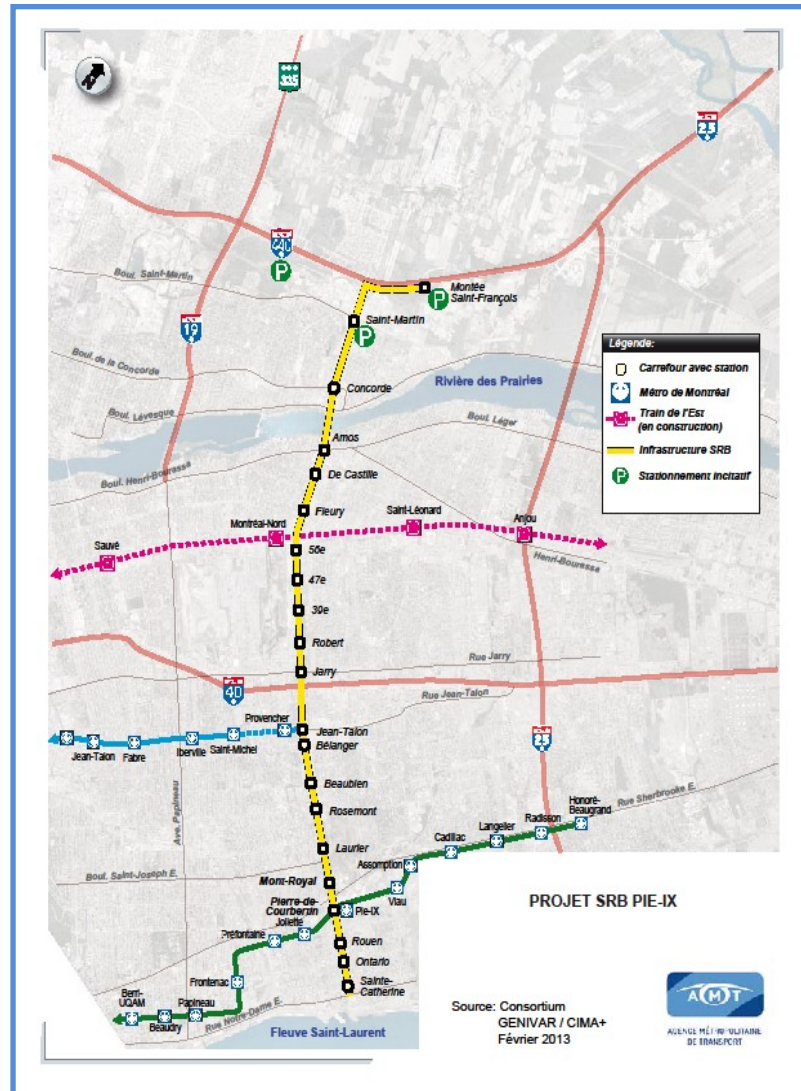 335
25
440
P
Boul. Saint-Martin
Montée
Saint-François
P
Saint-Martin
P
19
Légende:
Carrefour avec station
Métro de Montréal
Train de l'Est
(en construction)
Infrastructure SRB
P
Stationnement incitatif
Boul. de la Concorde
Concorde
Rivière des Prairies
Boul. Lévesque
Boul. Léger
Amos
Boul. Henri-Bourassa
De Castille
Fleury
Montréal-Nord
Saint-Léonard
Anjou
Sauvé
56e
Henri-Bourassa
47e
39e
Robert
Rue Jarry
Jarry
40
Rue Jean-Talon
Provencher
Jean-Talon
Fabre
Iberville
Saint-Michel
Jean-Talon
Bélanger
25
Ave. Papineau
Beaubien
Rosemont
Honoré-
Beaugrand
Rue Sherbrooke E.
Radisson
Langelier
Cadillac
Laurier
Assomption
Boul. Saint-Joseph E.
Mont-Royal
Viau
Pierre-de-
Courbertin
Pie-IX
Joliette
Préfontaine
Rouen
Ontario
Frontenac
Sainte-
Catherine
Berri-
UQAM
Papineau
Beaudry
Rue Notre-Dame E.
Fleuve Saint-Laurent
PROJET SRB PIE-IX
Source: Consortium
GENIVAR / CIMA+
Février 2013
AMT
AGENCE MÉTROPOLITAINE
DE TRANSPORT